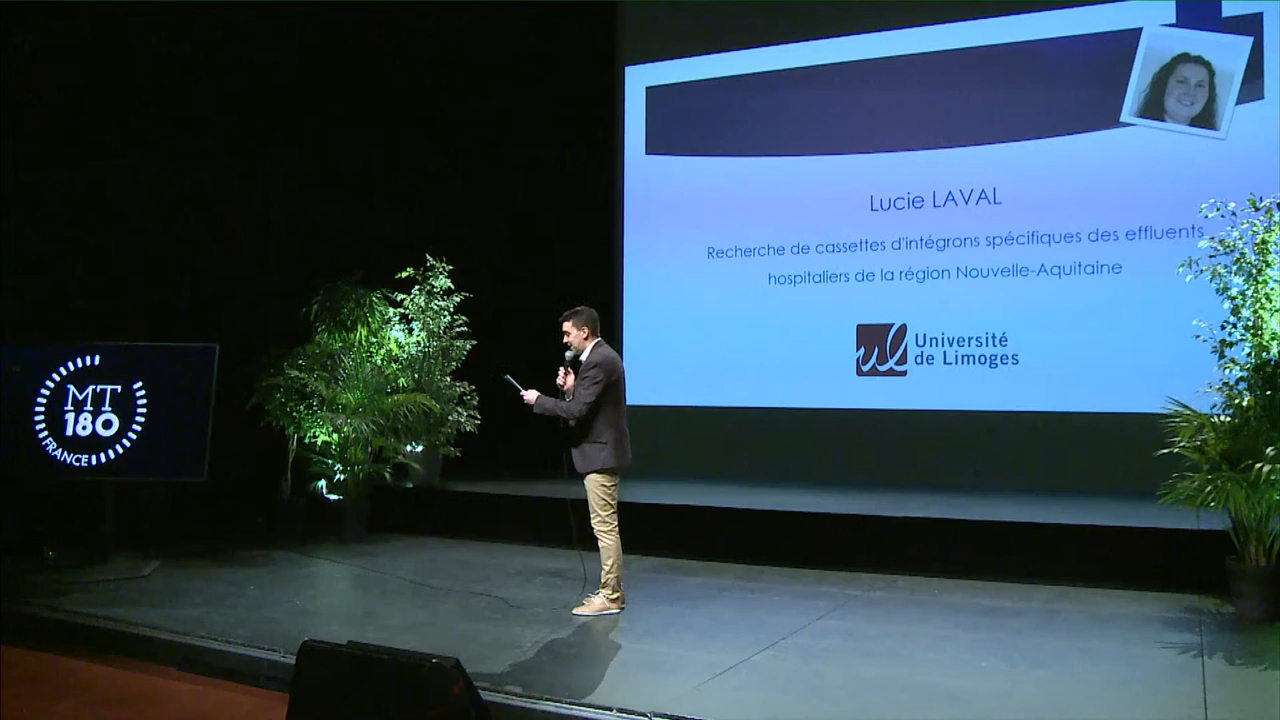 Lucie LAVAL
Recherche de cassettes d'intégrons spécifiques des effluents
hospitaliers de la région Nouvelle-Aquitaine
ul Université
de Limoges
MT
180
FRANCE